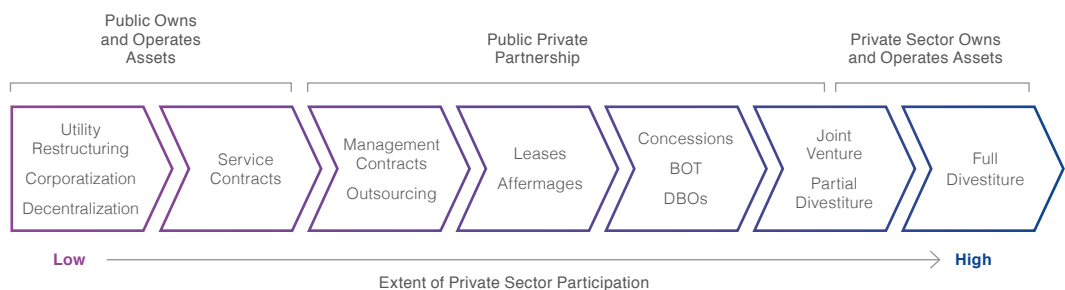 Public Owns
and Operates
Assets
Public Private
Partnership
Private Sector Owns
and Operates Assets
Utility
Restructuring
Corporatization
Decentralization
Service
Contracts
Management
Contracts
Outsourcing
Leases
Affermages
Concessions
BOT
DBOs
Joint
Venture
Partial
Divestiture
Full
Divestiture
Low
High
Extent of Private Sector Participation